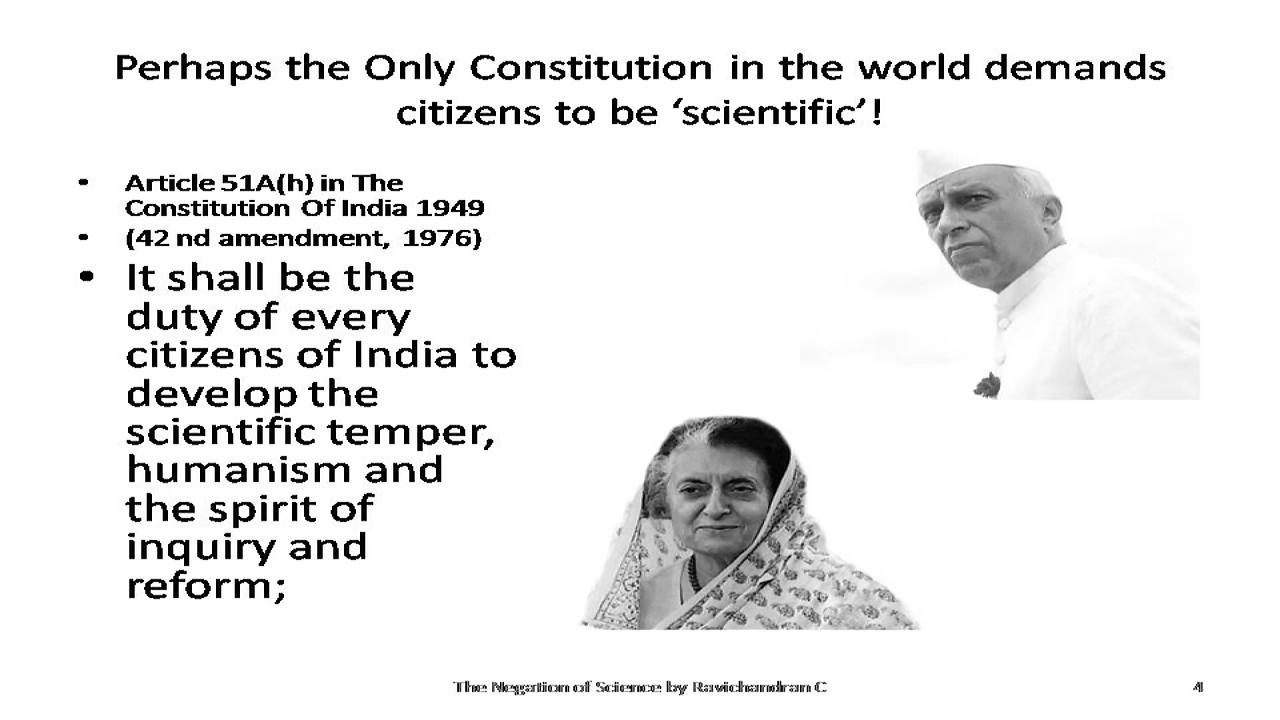 Perhaps the Only Constitution in the world demands
citizens to be ‘scientific’!
• Article 51A(h) in The
Constitution Of India 1949
• (42 nd amendment, 1976)
• It shall be the
duty of every
citizens of India to
develop the
scientific temper,
humanism and
the spirit of
inquiry and
reform;
The Negation of Science by Ravichandran C
4